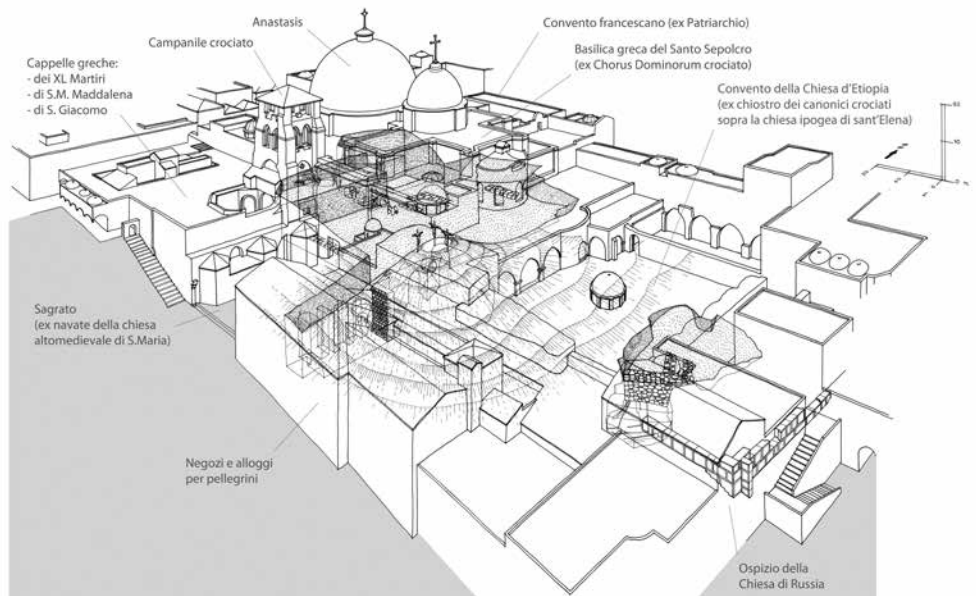 Anastasis
Campanile crociato
Cappelle greche:
- dei XL Martiri
- di S.M. Maddalena
- di S. Giacomo
Convento francescano (ex Patriarchio)
Basilica greca del Santo Sepolcro
(ex Chorus Dominorum crociato)
Convento della Chiesa d'Etiopia
(ex chiostro dei canonici crociati
sopra la chiesa ipogea di sant'Elena)
Sagrato
(ex navate della chiesa
altomedievale di S.Maria)
Negozi e alloggi
per pellegrini
Ospizio della
Chiesa di Russia